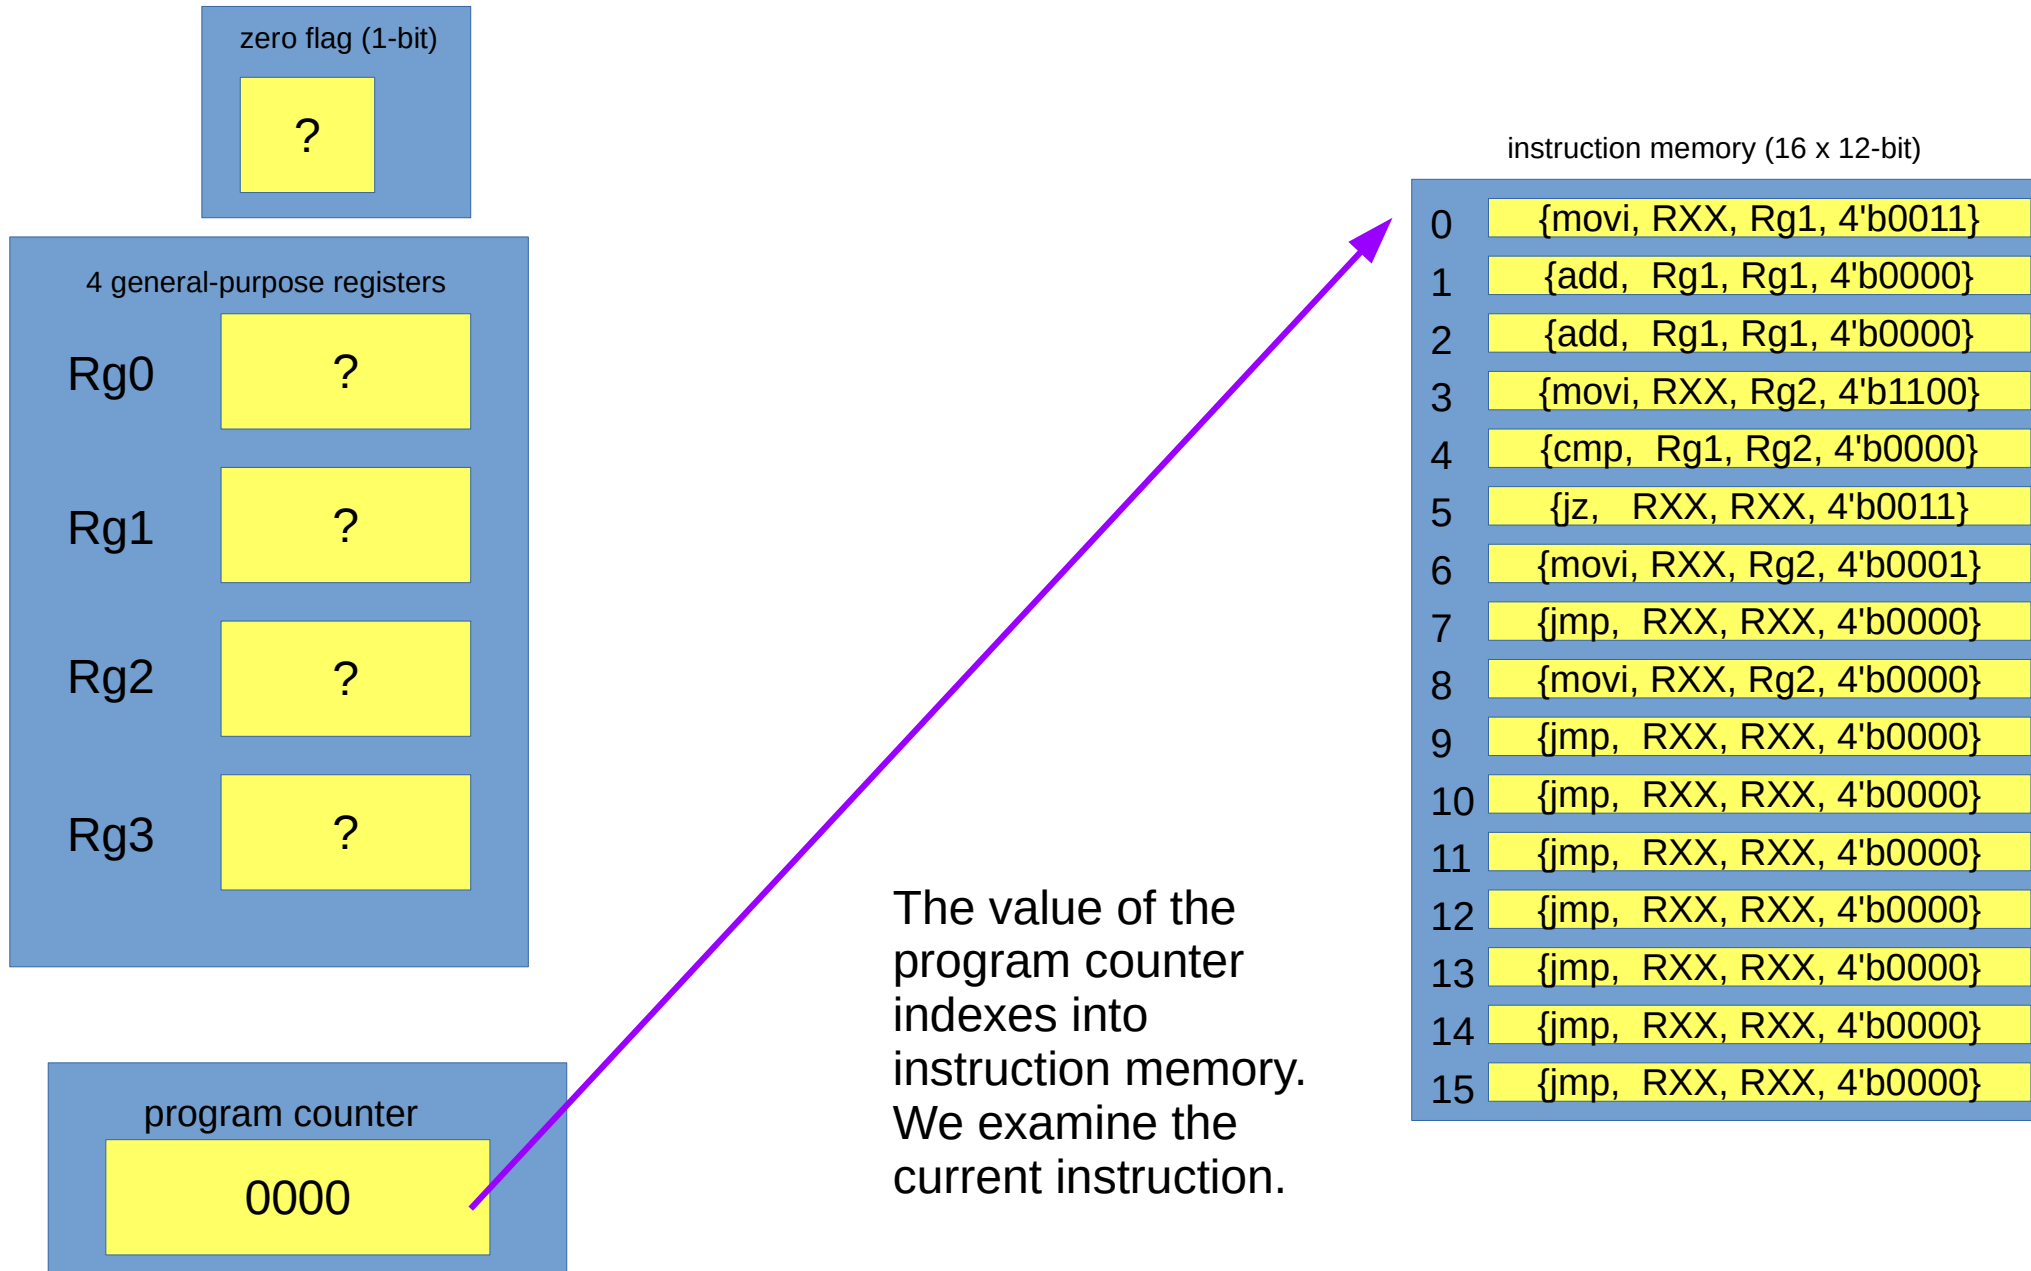 zero flag (1-bit)
?
4 general-purpose registers
Rg0 ?
Rg1 ?
Rg2 ?
Rg3 ?
program counter
0000
The value of the
program counter
indexes into
instruction memory.
We examine the
current instruction.
instruction memory (16 x 12-bit)
0 {movi, RXX, Rg1, 4'b0011}
1 {add, Rg1, Rg1, 4'b0000}
2 {add, Rg1, Rg1, 4'b0000}
3 {movi, RXX, Rg2, 4'b1100}
4 {cmp, Rg1, Rg2, 4'b0000}
5 {jz, RXX, RXX, 4'b0011}
6 {movi, RXX, Rg2, 4'b0001}
7 {jmp, RXX, RXX, 4'b0000}
8 {movi, RXX, Rg2, 4'b0000}
9 {jmp, RXX, RXX, 4'b0000}
10 {jmp, RXX, RXX, 4'b0000}
11 {jmp, RXX, RXX, 4'b0000}
12 {jmp, RXX, RXX, 4'b0000}
13 {jmp, RXX, RXX, 4'b0000}
14 {jmp, RXX, RXX, 4'b0000}
15 {jmp, RXX, RXX, 4'b0000}